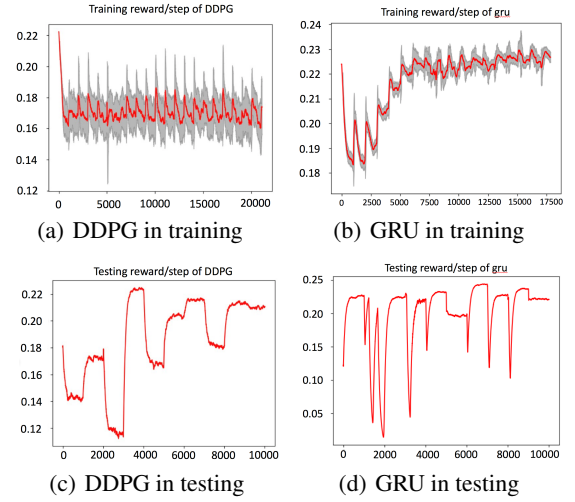 Training reward/step of DDPG
0.22
0.20
0.18
0.16
0.14
0.12
0 5000 10000 15000 20000
(a) DDPG in training
Training reward/step of gru
0.24
0.23
0.22
0.21
0.20
0.19
0.18
0 2500 5000 7500 10000 12500 15000 17500
(b) GRU in training
Testing reward/step of DDPG
0.22
0.20
0.18
0.16
0.14
0.12
0 2000 4000 6000 8000 10000
(c) DDPG in testing
Testing reward/step of gru
0.25
0.20
0.15
0.10
0.05
0 2000 4000 6000 8000 10000
(d) GRU in testing